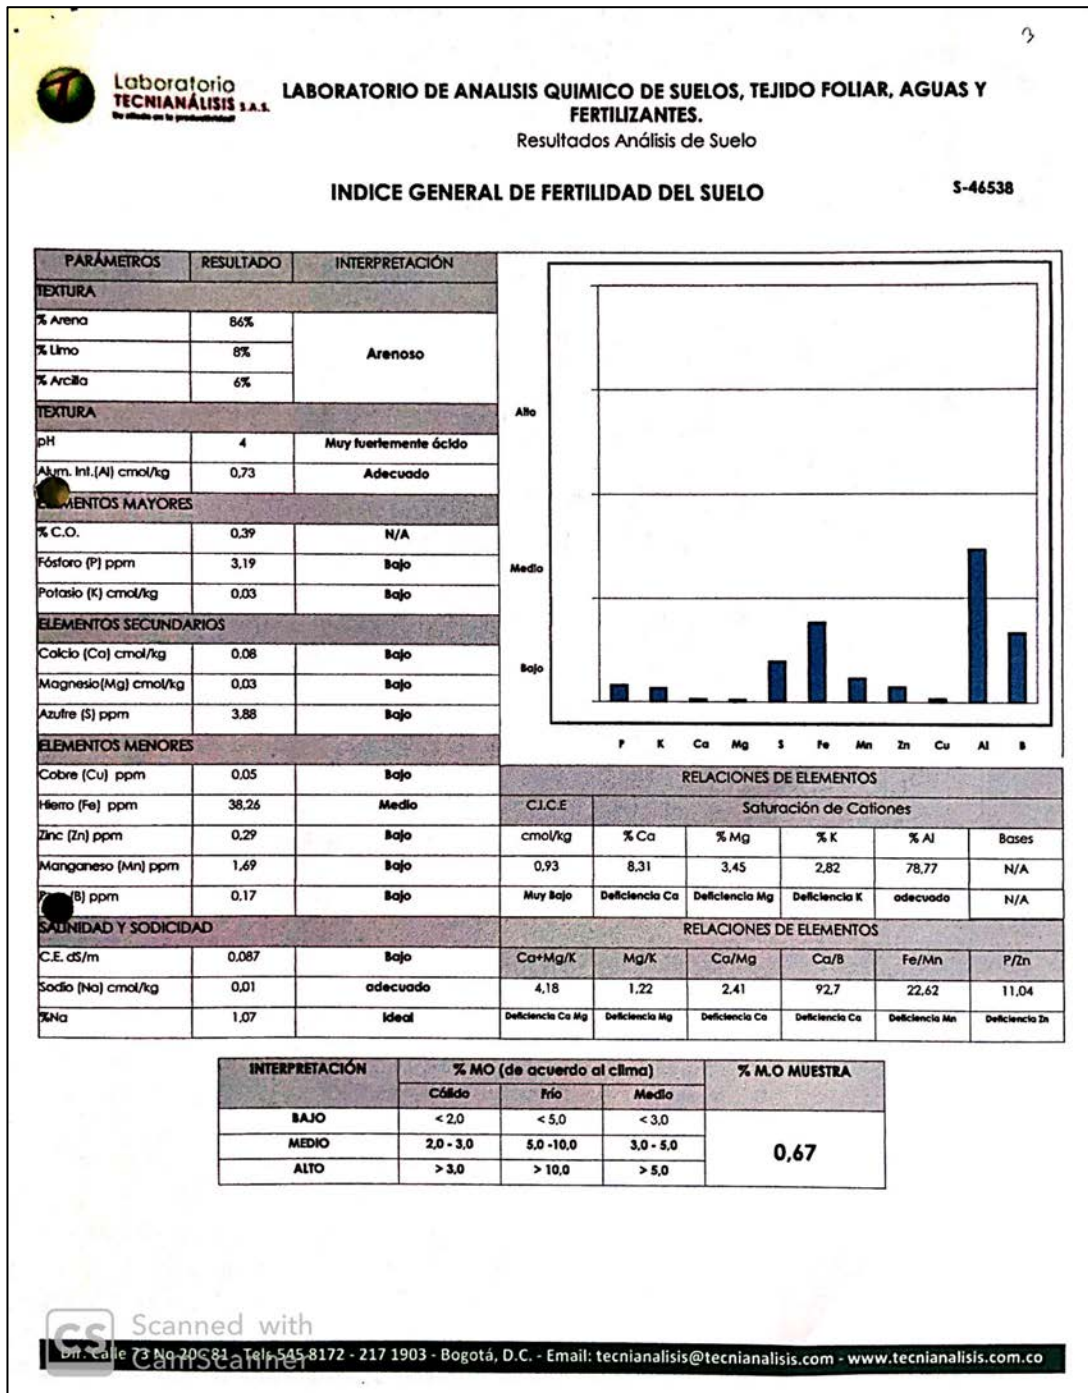 3
Laboratorio
TECNIANÁLISIS S.A.S.
LABORATORIO DE ANALISIS QUIMICO DE SUELOS, TEJIDO FOLIAR, AGUAS Y
FERTILIZANTES.
Resultados Análisis de Suelo
INDICE GENERAL DE FERTILIDAD DEL SUELO
S-46538
PARÁMETROS RESULTADO INTERPRETACIÓN
TEXTURA
% Arena 86%
% Limo 8% Arenoso
% Arcilla 6%
TEXTURA
pH 4 Muy fuertemente ácido
Alum. Int.(Al) cmol/kg 0,73 Adecuado
MENTOS MAYORES
% C.O. 0,39 N/A
Fósforo (P) ppm 3,19 Bajo
Potasio (K) cmol/kg 0,03 Bajo
ELEMENTOS SECUNDARIOS
Calcio (Ca) cmol/kg 0.08 Bajo
Magnesio(Mg) cmol/kg 0,03 Bajo
Azufre (S) ppm 3,88 Bajo
ELEMENTOS MENORES
Cobre (Cu) ppm 0,05 Bajo
Hierro (Fe) ppm 38,26 Medio
Zinc (Zn) ppm 0,29 Bajo
Manganeso (Mn) ppm 1,69 Bajo
(B) ppm 0,17 Bajo
SALINIDAD Y SODICIDAD
C.E. dS/m 0,087 Bajo
Sodio (Na) cmol/kg 0,01 adecuado
%Na 1,07 Ideal
Alto
Medio
Bajo
P K Ca Mg S Fe Mn Zn Cu Al B
RELACIONES DE ELEMENTOS
C.I.C.E Saturación de Cationes
cmol/kg % Ca % Mg % K % Al Bases
0,93 8,31 3,45 2,82 78,77 N/A
Muy Bajo Deficiencia Ca Deficiencia Mg Deficiencia K adecuado N/A
RELACIONES DE ELEMENTOS
Ca+Mg/K Mg/K Ca/Mg Ca/B Fe/Mn P/Zn
4,18 1,22 2,41 92,7 22,62 11,04
Deficiencia Ca Mg Deficiencia Mg Deficiencia Ca Deficiencia Ca Deficiencia Mn Deficiencia Zn
INTERPRETACIÓN % MO (de acuerdo al clima) % M.O MUESTRA
Cálido Frío Medio
BAJO < 2,0 < 5,0 < 3,0
MEDIO 2,0 - 3,0 5,0 -10,0 3,0 - 5,0
ALTO > 3,0 > 10,0 > 5,0
0,67
CS Scanned with
CamScanner
Dir. Calle 73 No 20C 81 - Tels 545 8172 - 217 1903 - Bogotá, D.C. - Email: tecnianalisis@tecnianalisis.com - www.tecnianalisis.com.co